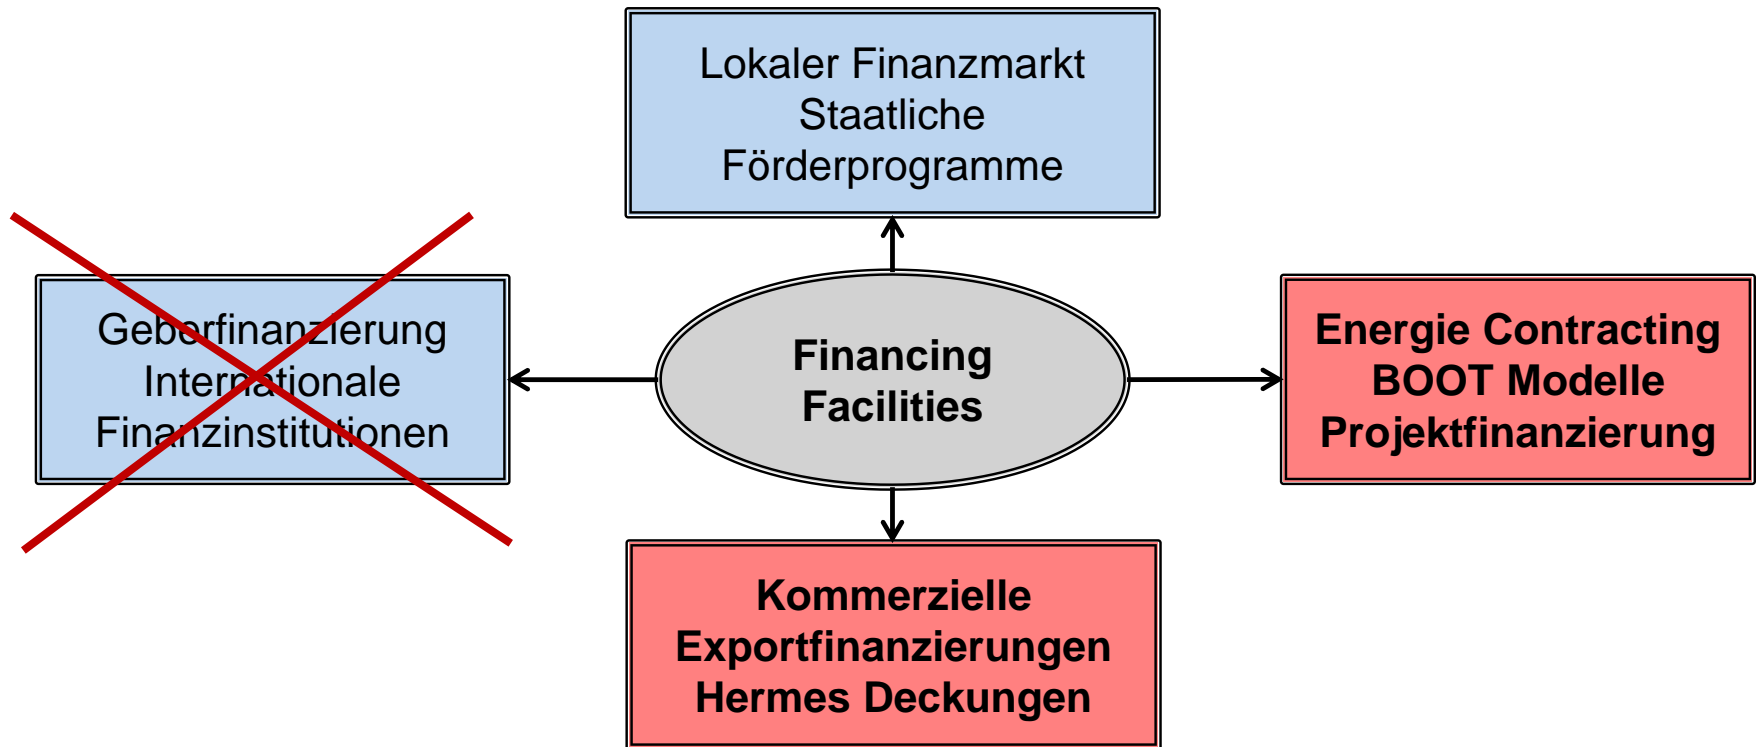 Lokaler Finanzmarkt
Staatliche
Förderprogramme
Geberfinanzierung
Internationale
Finanzinstitutionen
Financing
Facilities
Energie Contracting
BOOT Modelle
Projektfinanzierung
Kommerzielle
Exportfinanzierungen
Hermes Deckungen